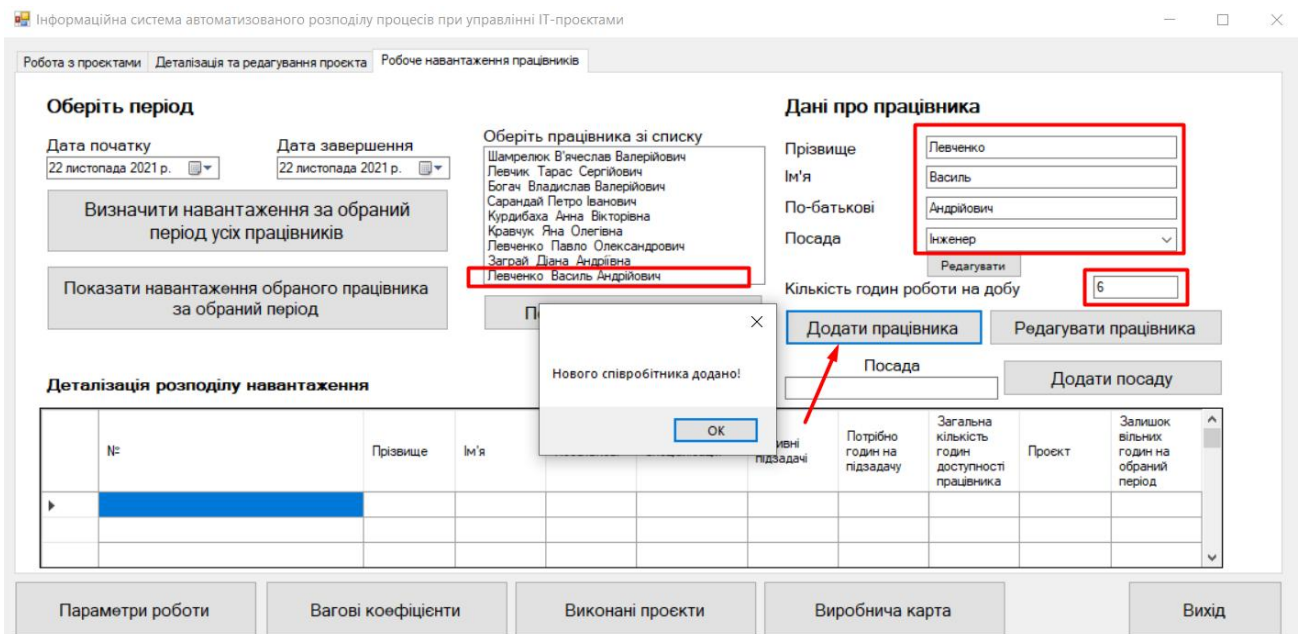 Інформаційна система автоматизованого розподілу процесів при управлінні ІТ-проєктами
Робота з проєктами
Деталізація та редагування проєкта
Робоче навантаження працівників
Оберіть період
Дата початку
Дата завершення
22 листопада 2021 р.
22 листопада 2021 р.
Визначити навантаження за обраний
період усіх працівників
Показати навантаження обраного працівника
за обраний період
Оберіть працівника зі списку
Шамрелюк В'ячеслав Валерійович
Левчик Тарас Сергійович
Богач Владислав Валерійович
Сарандай Петро Іванович
Курдибаха Анна Вікторівна
Кравчук Яна Олегівна
Левченко Павло Олександрович
Заграй Діана Андріївна
Левченко Василь Андрійович
Дані про працівника
Прізвище
Левченко
Ім'я
Василь
По-батькові
Андрійович
Посада
Інженер
Редагувати
Кількість годин роботи на добу
6
Додати працівника
Редагувати працівника
Посада
Додати посаду
Нового співробітника додано!
ОК
Деталізація розподілу навантаження
№
Прізвище
Ім'я
підзадачі
Потрібно
годин на
підзадачу
Загальна
кількість
годин
доступності
працівника
Проєкт
Залишок
вільних
годин на
обраний
період
Параметри роботи
Вагові коефіцієнти
Виконані проєкти
Виробнича карта
Вихід